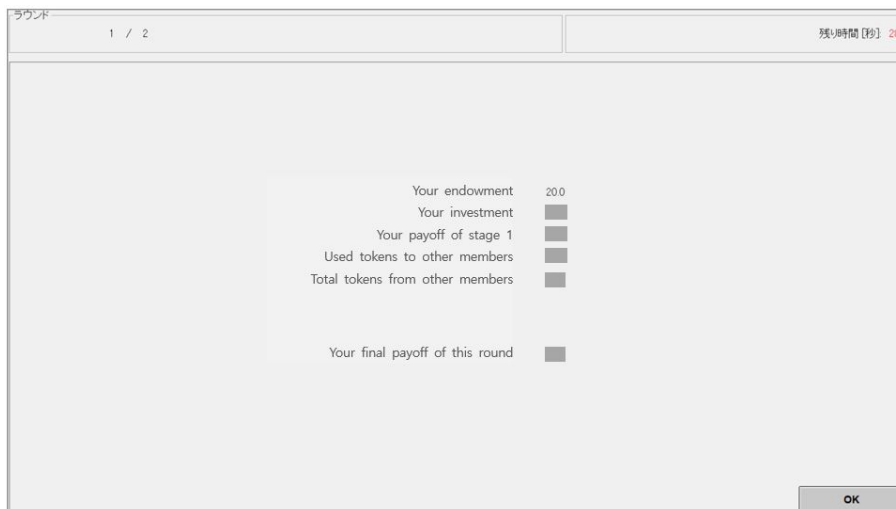 ラウンド
1 / 2
残り時間[秒]: 20
Your endowment 20.0
Your investment
Your payoff of stage 1
Used tokens to other members
Total tokens from other members
Your final payoff of this round
OK